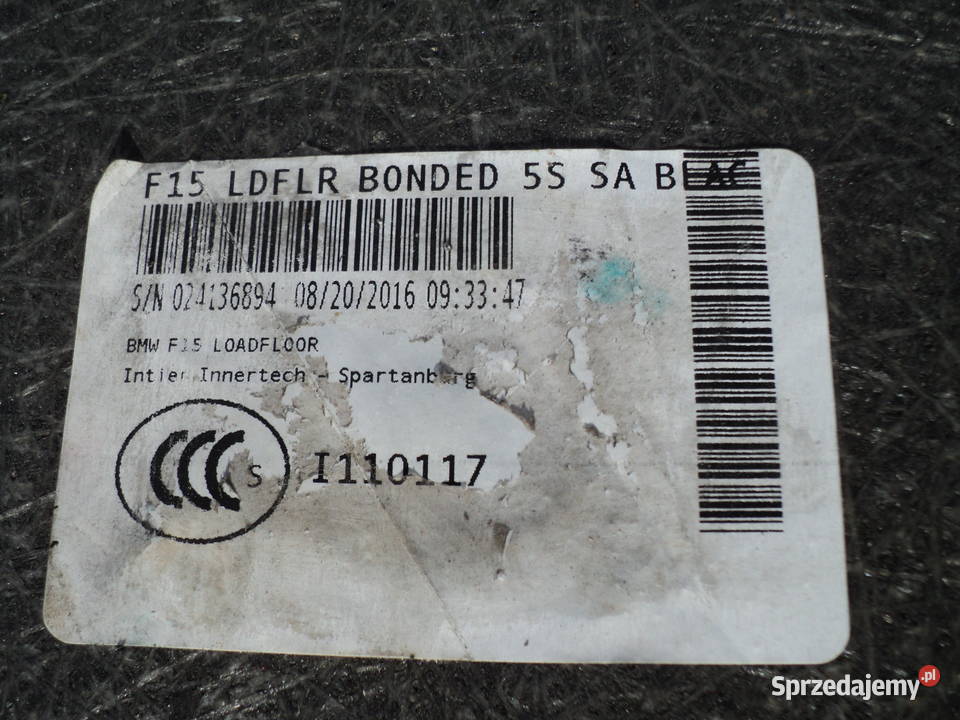 F15 LDFLR BONDED 5S SA BLAC
S/N 024136894 08/20/2016 09:33:47
BMW F15 LOADFLOOR
Intier Innertech - Spartanburg
CCC S I110117
Sprzedajemy.pl